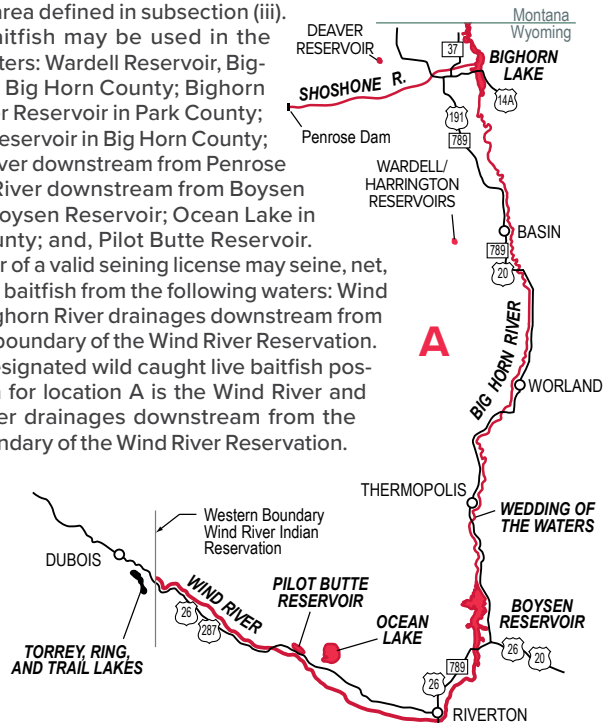 area defined in subsection (iii).
aitfish may be used in the
ters: Wardell Reservoir, Big-
Big Horn County; Bighorn
r Reservoir in Park County;
eservoir in Big Horn County;
ver downstream from Penrose
River downstream from Boysen
oysen Reservoir; Ocean Lake in
unty; and, Pilot Butte Reservoir.
r of a valid seining license may seine, net,
baitfish from the following waters: Wind
ghorn River drainages downstream from
boundary of the Wind River Reservation.
esignated wild caught live baitfish pos-
n for location A is the Wind River and
er drainages downstream from the
ndary of the Wind River Reservation.
Montana
Wyoming
DEAVER
RESERVOIR
37
BIGHORN
LAKE
SHOSHONE R.
14A
Penrose Dam
191
789
WARDELL/
HARRINGTON
RESERVOIRS
BASIN
789
20
A
BIG HORN RIVER
WORLAND
THERMOPOLIS
WEDDING OF
THE WATERS
Western Boundary
Wind River Indian
Reservation
DUBOIS
WIND RIVER
PILOT BUTTE
RESERVOIR
26
287
OCEAN
LAKE
BOYSEN
RESERVOIR
TORREY, RING,
AND TRAIL LAKES
789
26
20
26
RIVERTON